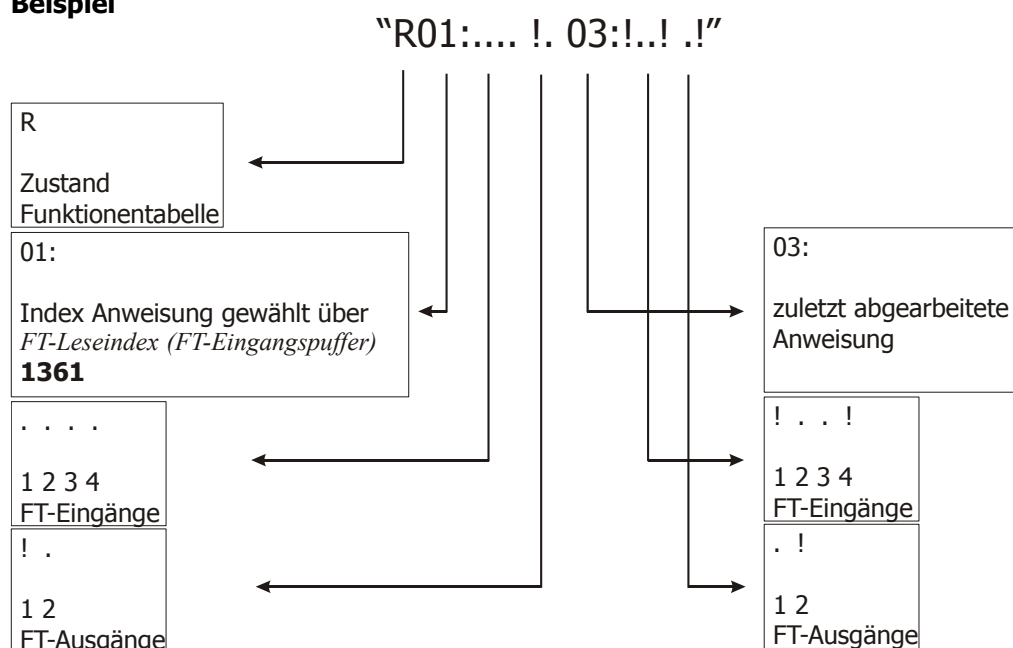 Beispiel
“R01:.... !. 03:!..! .!”
R
Zustand
Funktionentabelle
01:
Index Anweisung gewählt über
FT-Leseindex (FT-Eingangspuffer)
1361
. . . .
1 2 3 4
FT-Eingänge
! .
1 2
FT-Ausgänge
03:
zuletzt abgearbeitete
Anweisung
! . . !
1 2 3 4
FT-Eingänge
. !
1 2
FT-Ausgänge